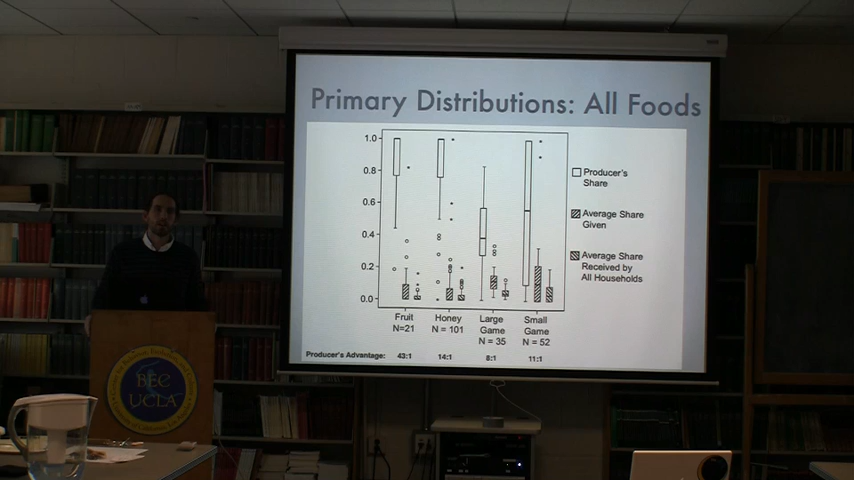 Primary Distributions: All Foods
1.0
0.8
0.6
0.4
0.2
0.0
Producer's
Share
Average Share
Given
Average Share
Received by
All Households
Fruit
N=21
Honey
N = 101
Large
Game
N = 35
Small
Game
N = 52
Producer's Advantage: 43:1 14:1 8:1 11:1
BEC
UCLA